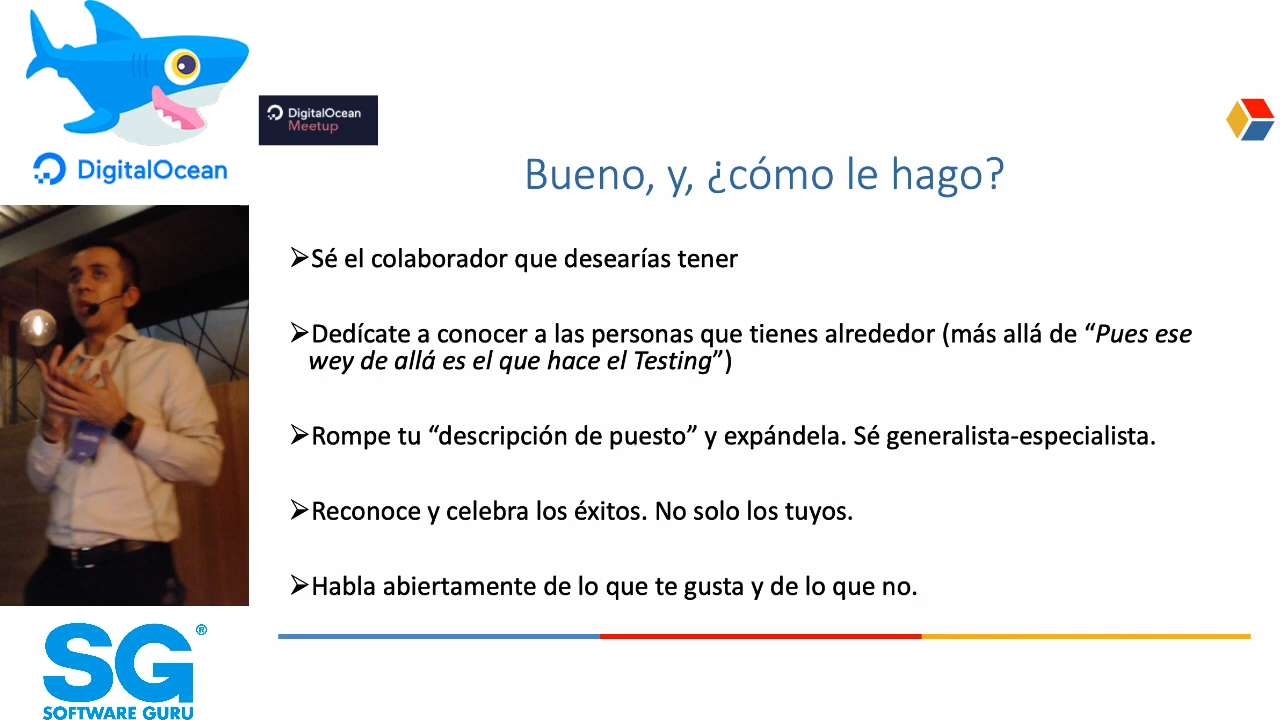 DigitalOcean
DigitalOcean
Meetup
Bueno, y, ¿cómo le hago?
➢Sé el colaborador que desearías tener
➢Dedícate a conocer a las personas que tienes alrededor (más allá de “Pues ese
wey de allá es el que hace el Testing”)
➢Rompe tu “descripción de puesto” y expándela. Sé generalista-especialista.
➢Reconoce y celebra los éxitos. No solo los tuyos.
➢Habla abiertamente de lo que te gusta y de lo que no.
SG®
SOFTWARE GURU